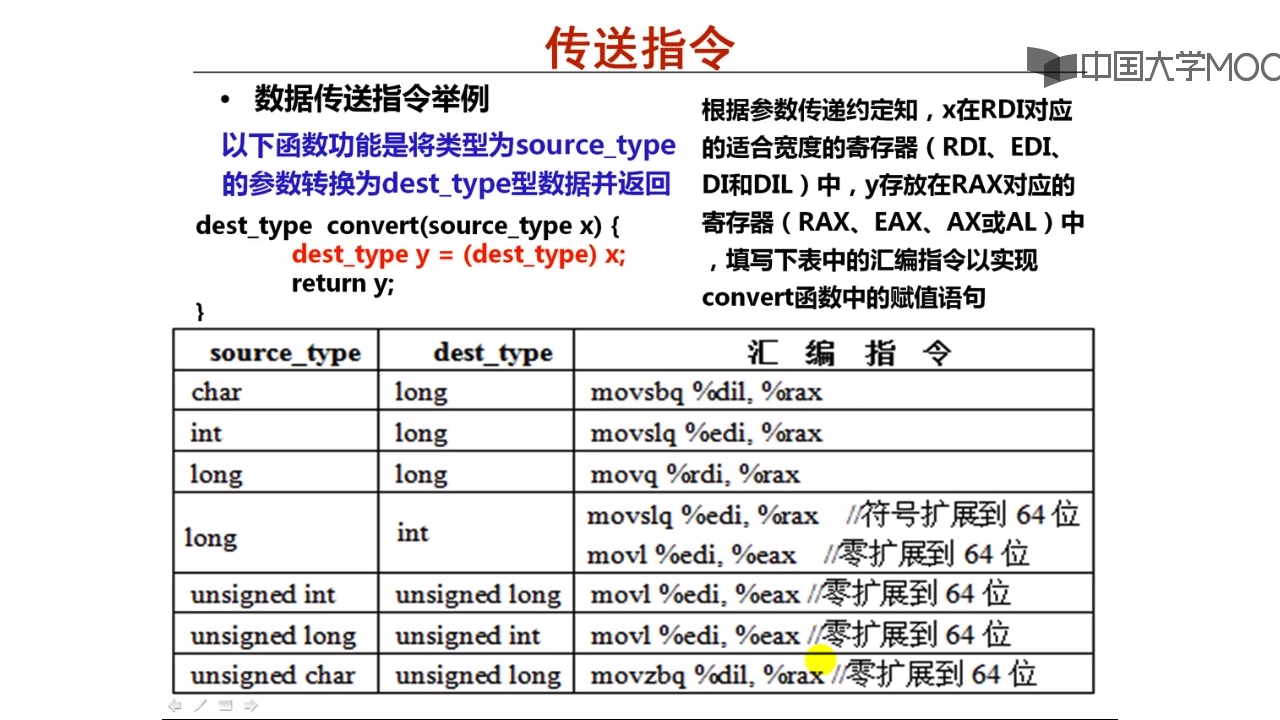 传送指令
中国大学MOO
• 数据传送指令举例
以下函数功能是将类型为source_type
的参数转换为dest_type型数据并返回
dest_type convert(source_type x) {
dest_type y = (dest_type) x;
return y;
}
根据参数传递约定知，x在RDI对应
的适合宽度的寄存器（RDI、EDI、
DI和DIL）中，y存放在RAX对应的
寄存器（RAX、EAX、AX或AL）中
，填写下表中的汇编指令以实现
convert函数中的赋值语句
source_type dest_type 汇 编 指 令
char long movsbq %dil, %rax
int long movslq %edi, %rax
long long movq %rdi, %rax
long int movslq %edi, %rax //符号扩展到 64 位
movl %edi, %eax //零扩展到 64 位
unsigned int unsigned long movl %edi, %eax //零扩展到 64 位
unsigned long unsigned int movl %edi, %eax //零扩展到 64 位
unsigned char unsigned long movzbq %dil, %rax //零扩展到 64 位